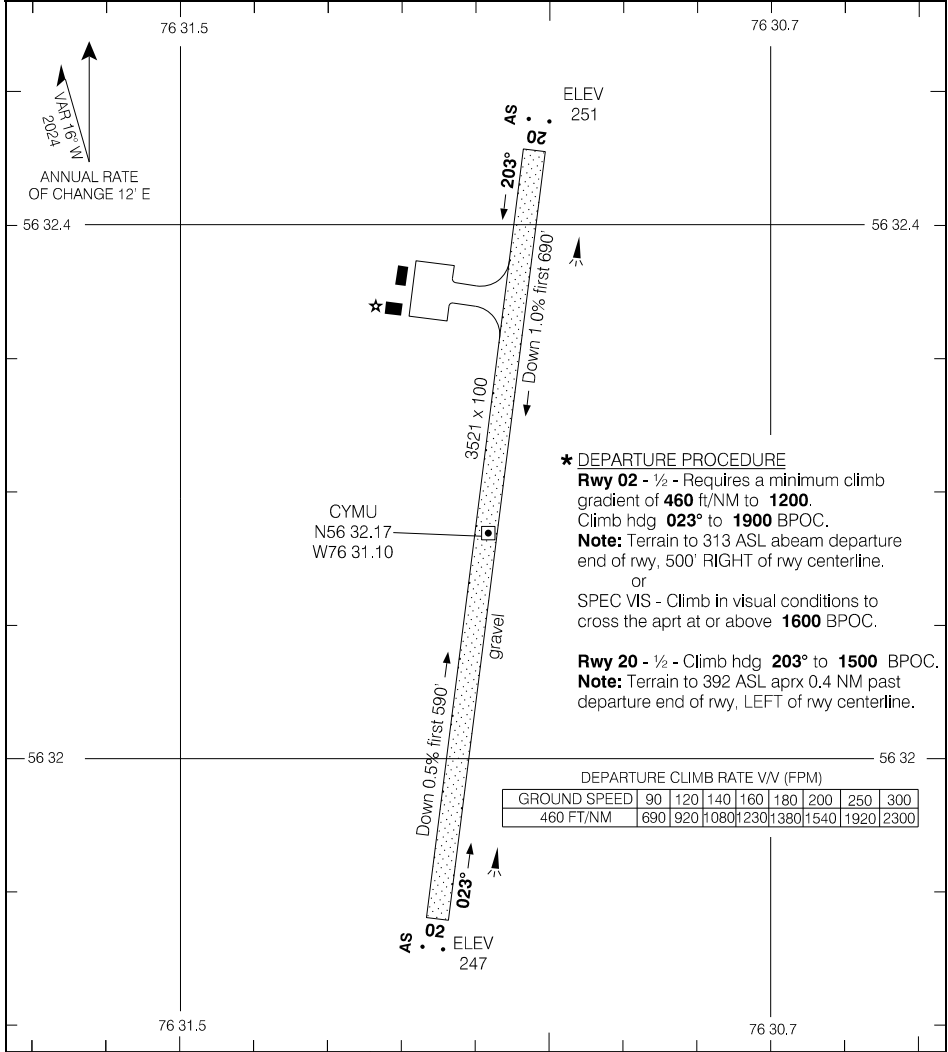 76 31.5
76 30.7
VAR 16° W
2024
ANNUAL RATE
OF CHANGE 12' E
ELEV
251
AS
20
203°
56 32.4
56 32.4
Down 1.0% first 690'
3521 x 100
CYMU
N56 32.17
W76 31.10
gravel
* DEPARTURE PROCEDURE
Rwy 02 - ½ - Requires a minimum climb
gradient of 460 ft/NM to 1200.
Climb hdg 023° to 1900 BPOC.
Note: Terrain to 313 ASL abeam departure
end of rwy, 500' RIGHT of rwy centerline.
or
SPEC VIS - Climb in visual conditions to
cross the aprt at or above 1600 BPOC.
Rwy 20 - ½ - Climb hdg 203° to 1500 BPOC.
Note: Terrain to 392 ASL aprx 0.4 NM past
departure end of rwy, LEFT of rwy centerline.
Down 0.5% first 590'
56 32
56 32
DEPARTURE CLIMB RATE V/V (FPM)
GROUND SPEED 90 120 140 160 180 200 250 300
460 FT/NM 690 920 1080 1230 1380 1540 1920 2300
023°
02
AS
ELEV
247
76 31.5
76 30.7